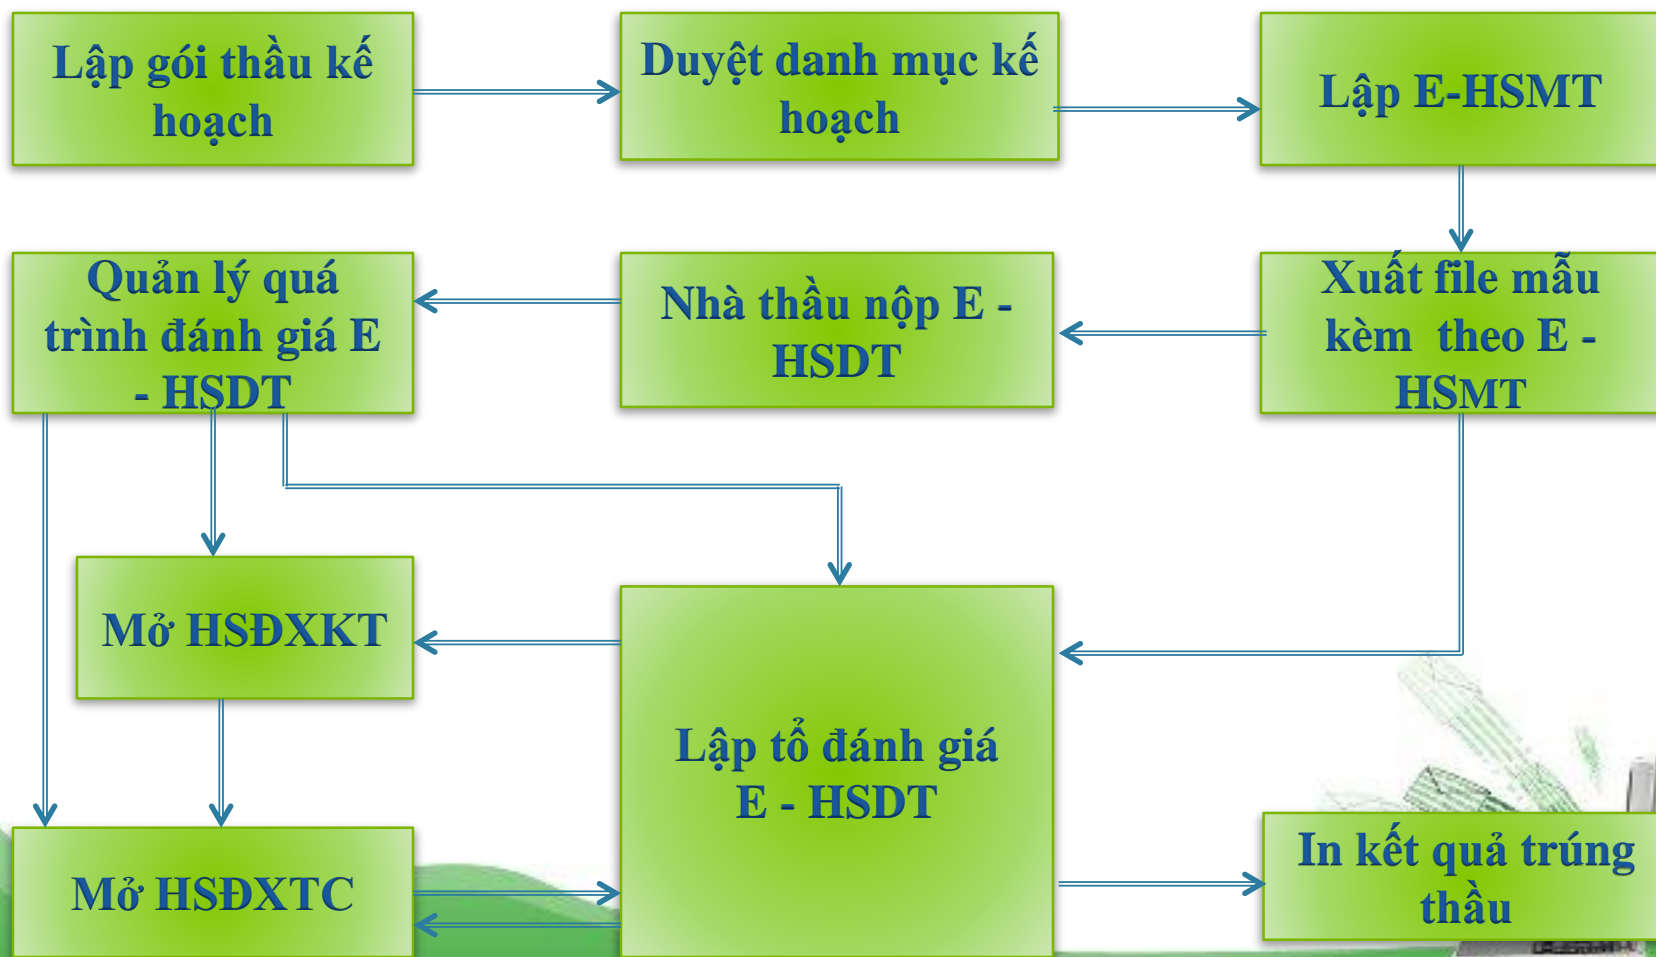 Lập gói thầu kế
hoạch
Duyệt danh mục kế
hoạch
Lập E-HSMT
Quản lý quá
trình đánh giá E
- HSDT
Nhà thầu nộp E -
HSDT
Xuất file mẫu
kèm theo E -
HSMT
Mở HSĐXKT
Lập tổ đánh giá
E - HSDT
Mở HSĐXTC
In kết quả trúng
thầu